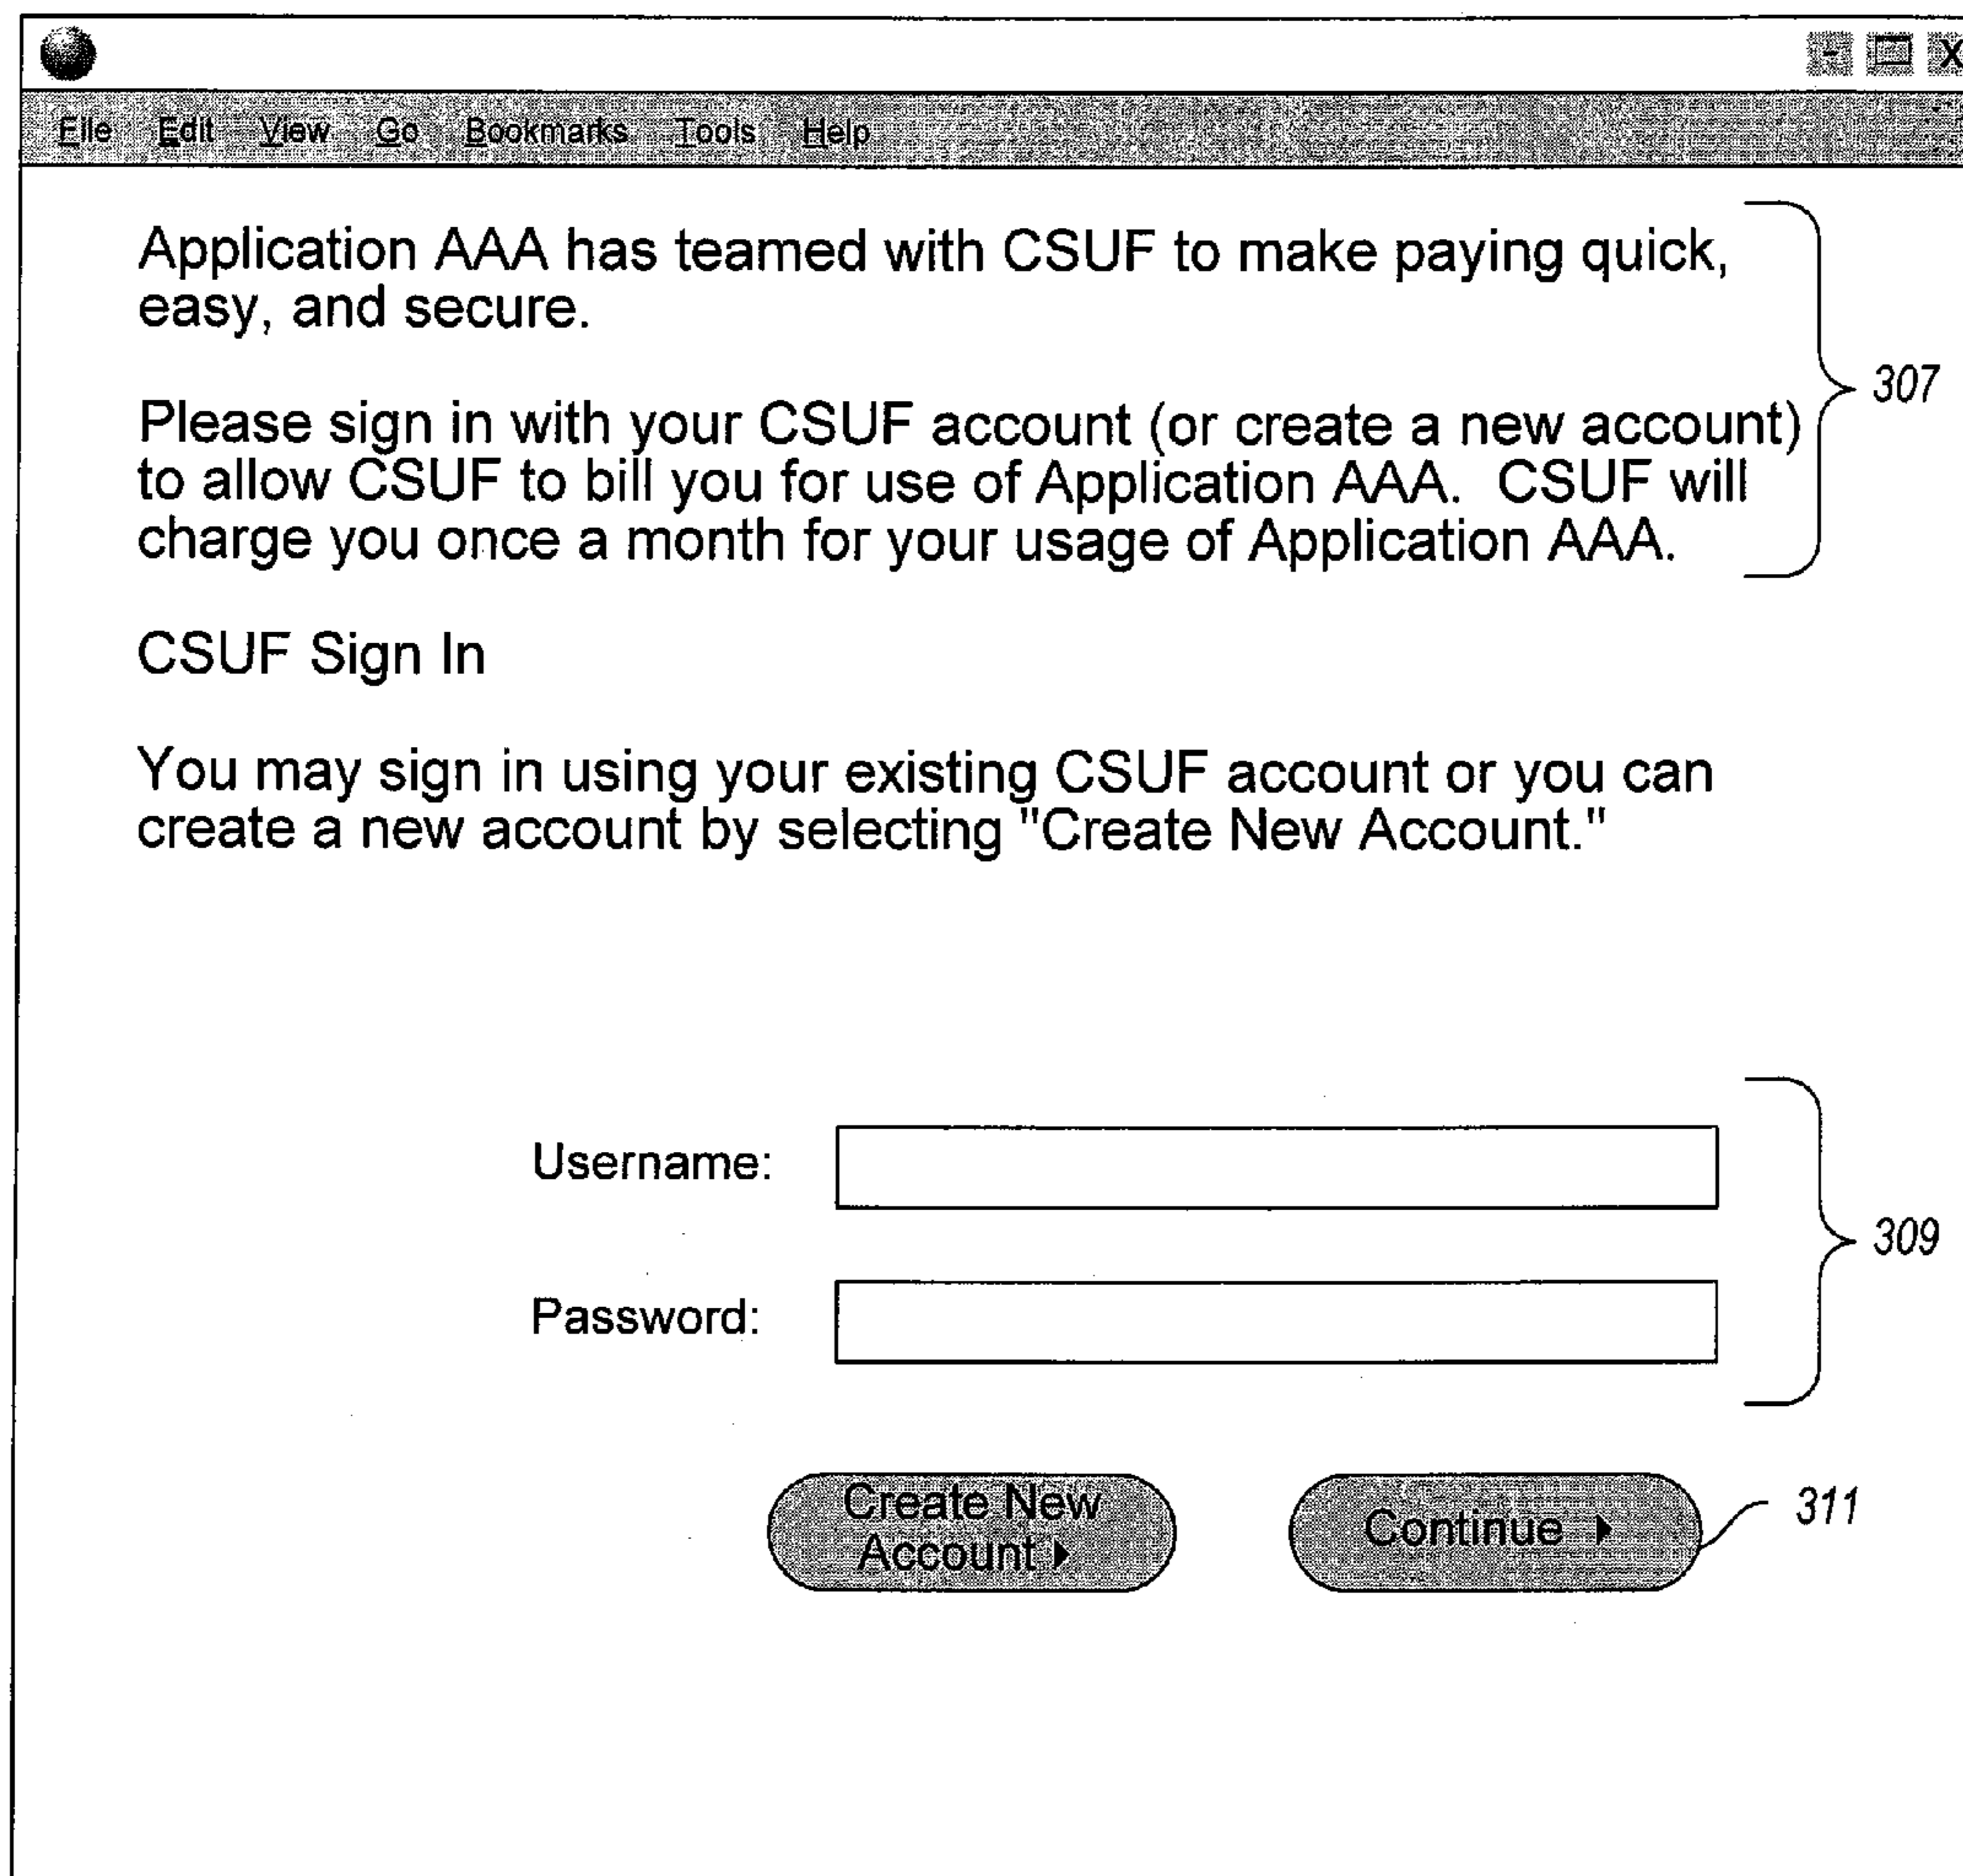 - X
File Edit View Go Bookmarks Tools Help
Application AAA has teamed with CSUF to make paying quick,
easy, and secure.
307
Please sign in with your CSUF account (or create a new account)
to allow CSUF to bill you for use of Application AAA. CSUF will
charge you once a month for your usage of Application AAA.
CSUF Sign In
You may sign in using your existing CSUF account or you can
create a new account by selecting "Create New Account."
Username:
309
Password:
Create New
Account
Continue
311